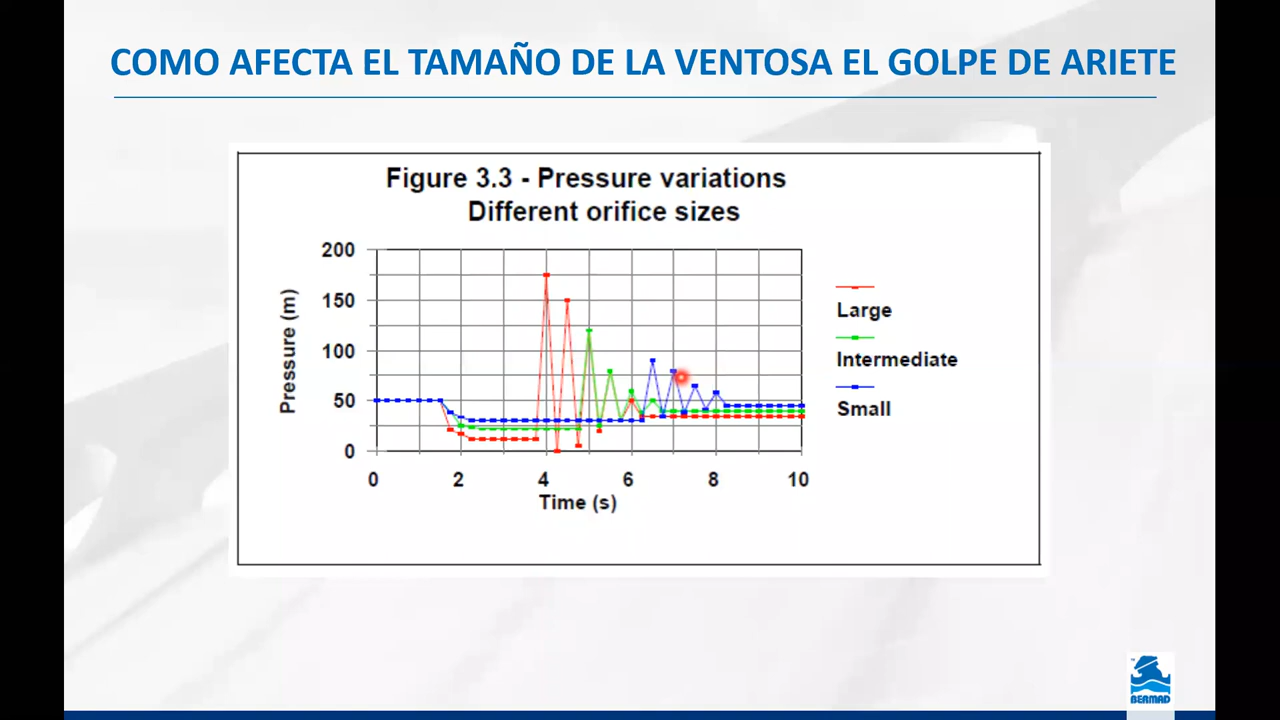 COMO AFECTA EL TAMAÑO DE LA VENTOSA EL GOLPE DE ARIETE
Figure 3.3 - Pressure variations
Different orifice sizes
200
150
100
50
0
Pressure (m)
0 2 4 6 8 10
Time (s)
Large
Intermediate
Small
BERMAD